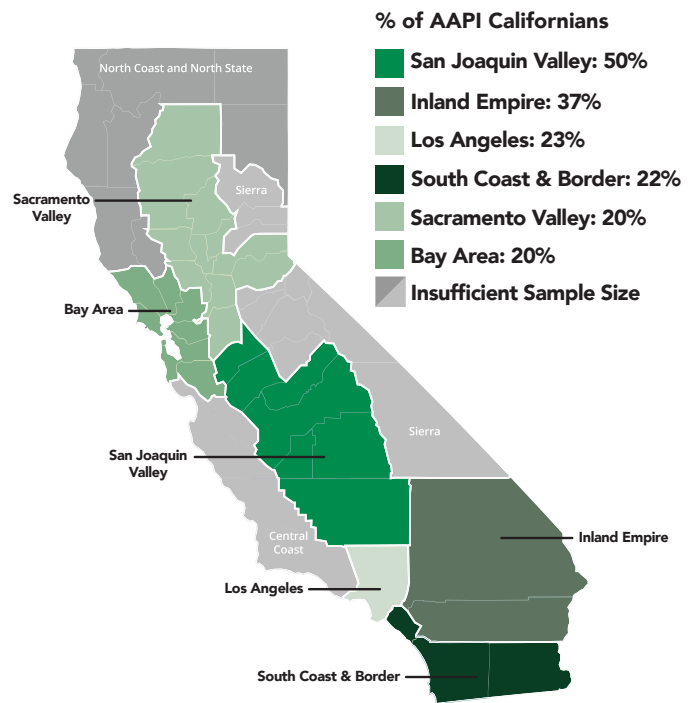 % of AAPI Californians
San Joaquin Valley: 50%
Inland Empire: 37%
Los Angeles: 23%
South Coast & Border: 22%
Sacramento Valley: 20%
Bay Area: 20%
Insufficient Sample Size
North Coast and North State
Sierra
Sacramento
Valley
Bay Area
Sierra
San Joaquin
Valley
Central
Coast
Inland Empire
Los Angeles
South Coast & Border